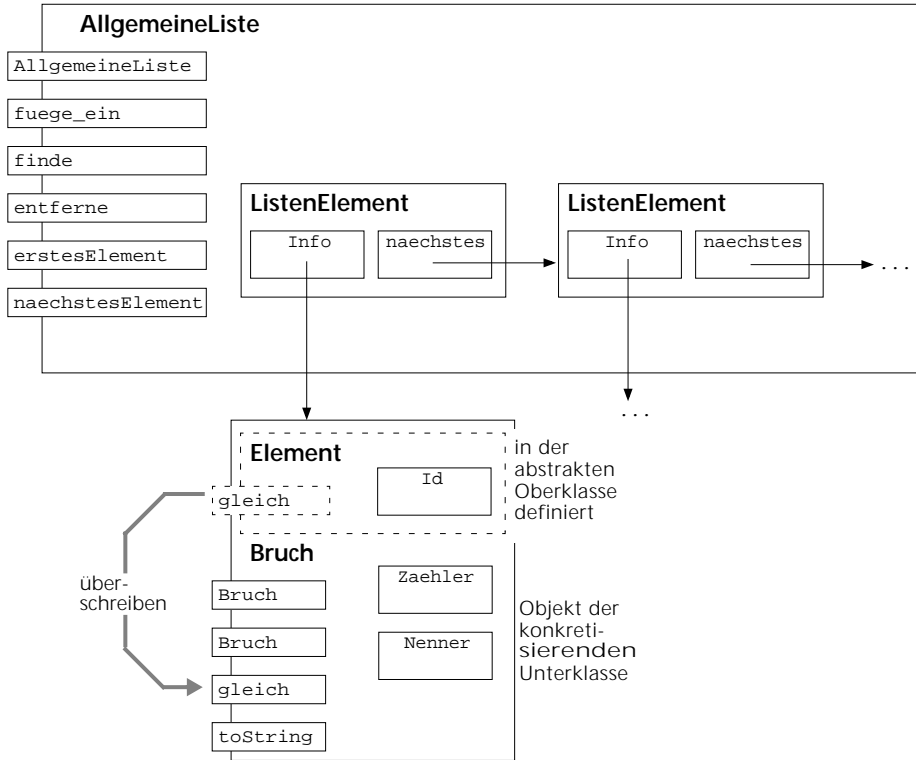 AllgemeineListe
AllgemeineListe
fuege_ein
finde
entferne
erstesElement
naechstesElement
ListenElement
Info
naechstes
ListenElement
Info
naechstes
...
...
Element
gleich
Id
in der
abstrakten
Oberklasse
definiert
Bruch
Bruch
Bruch
gleich
toString
Zaehler
Nenner
über-
schreiben
Objekt der
konkreti-
sierenden
Unterklasse